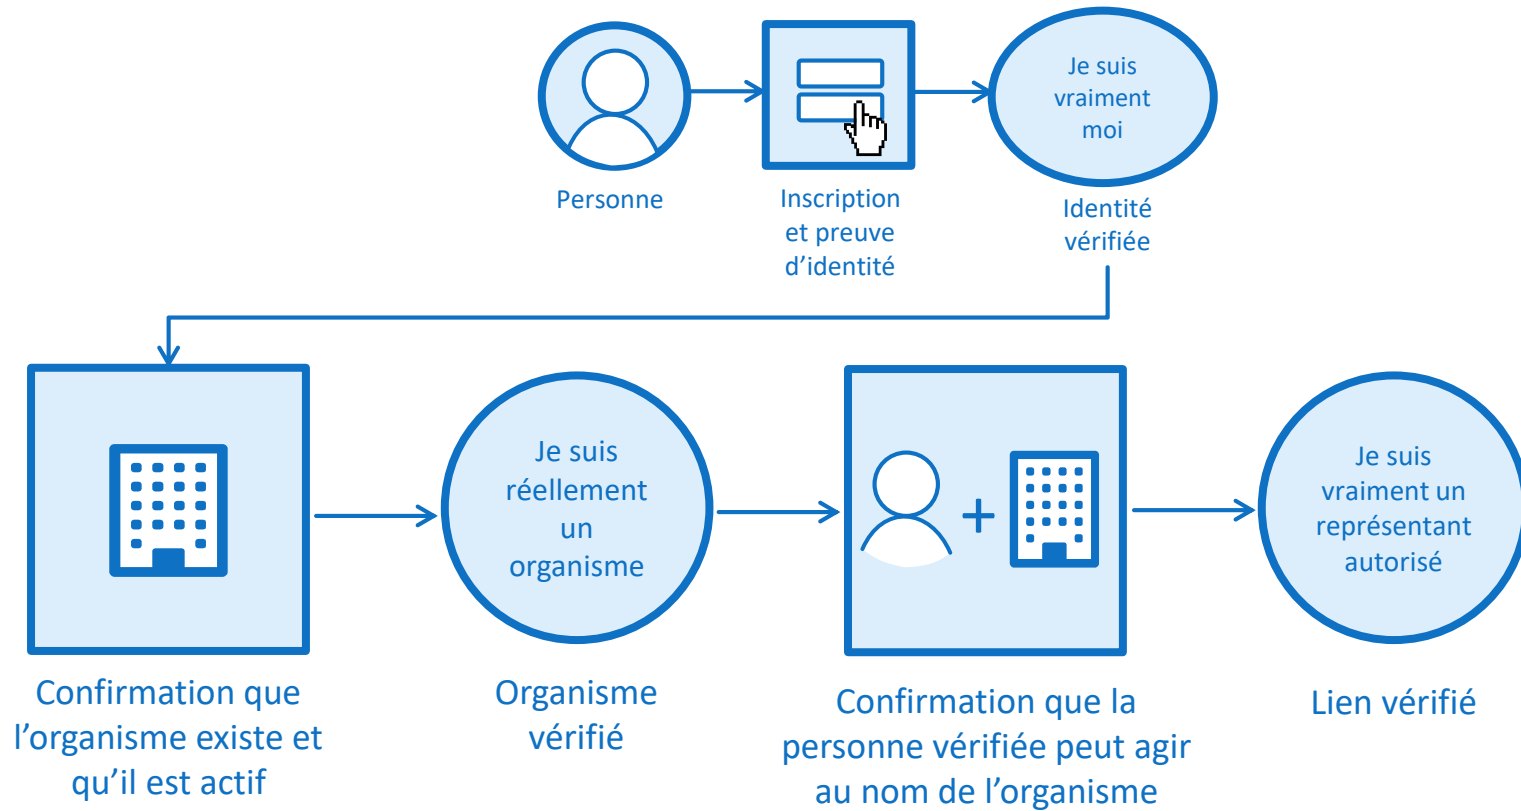 Je suis
vraiment
moi
Personne
Inscription
et preuve
d’identité
Identité
vérifiée
Je suis
réellement
un
organisme
Je suis
vraiment un
représentant
autorisé
Confirmation que
l’organisme existe et
qu’il est actif
Organisme
vérifié
Confirmation que la
personne vérifiée peut agir
au nom de l’organisme
Lien vérifié